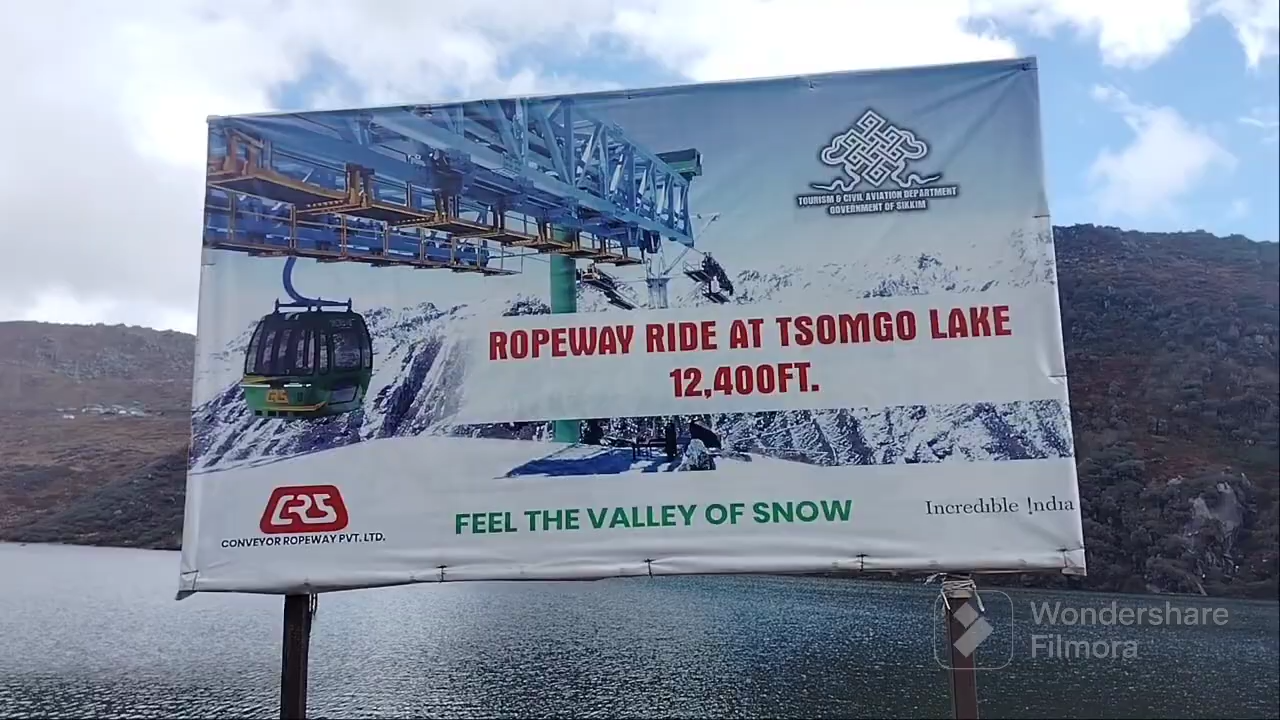 TOURISM & CIVIL AVIATION DEPARTMENT
GOVERNMENT OF SIKKIM
ROPEWAY RIDE AT TSOMGO LAKE
12,400FT.
CRS
CRS
CONVEYOR ROPEWAY PVT. LTD.
FEEL THE VALLEY OF SNOW
Incredible !ndia
Wondershare
Filmora